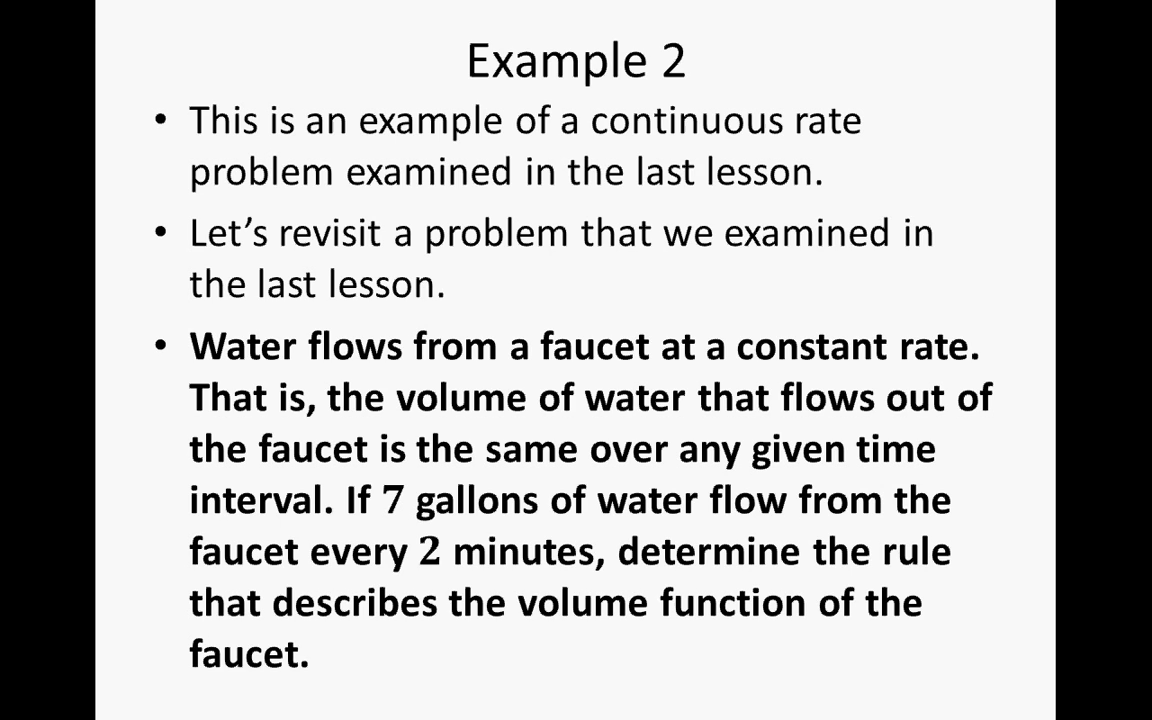 Example 2
• This is an example of a continuous rate
problem examined in the last lesson.
• Let’s revisit a problem that we examined in
the last lesson.
• Water flows from a faucet at a constant rate.
That is, the volume of water that flows out of
the faucet is the same over any given time
interval. If 7 gallons of water flow from the
faucet every 2 minutes, determine the rule
that describes the volume function of the
faucet.